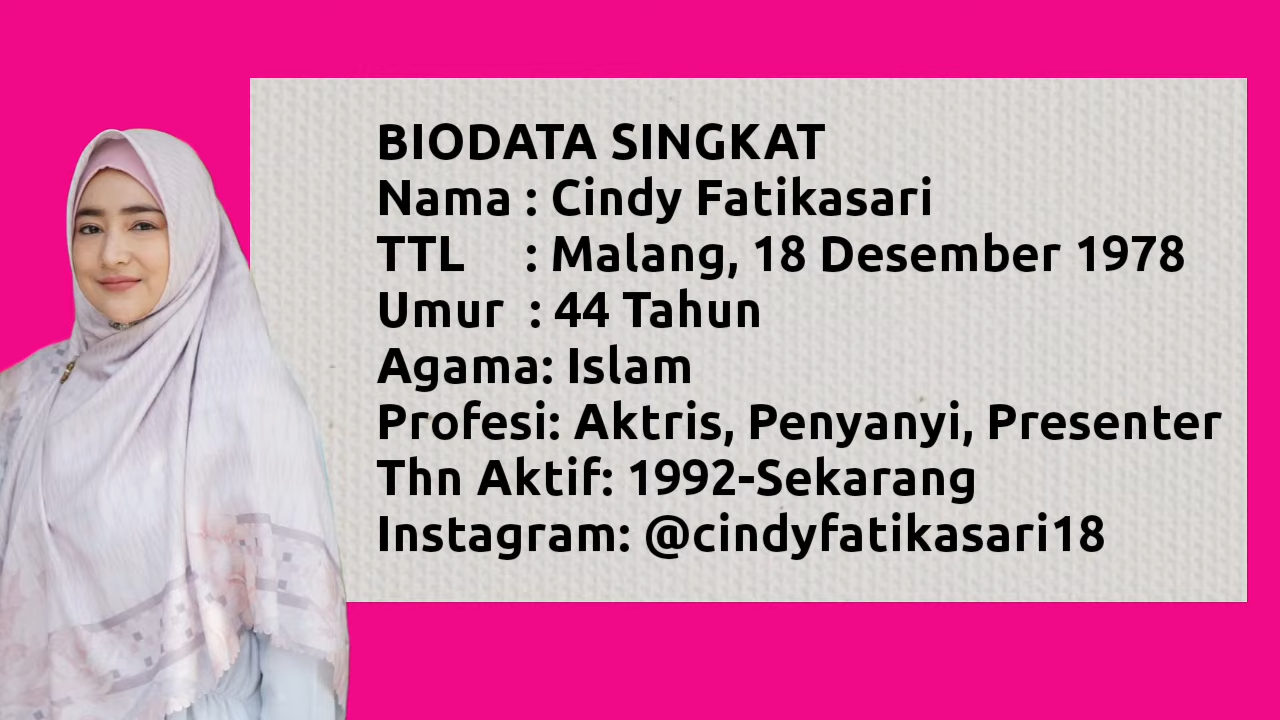 BIODATA SINGKAT
Nama : Cindy Fatikasari
TTL : Malang, 18 Desember 1978
Umur : 44 Tahun
Agama: Islam
Profesi: Aktris, Penyanyi, Presenter
Thn Aktif: 1992-Sekarang
Instagram: @cindyfatikasari18